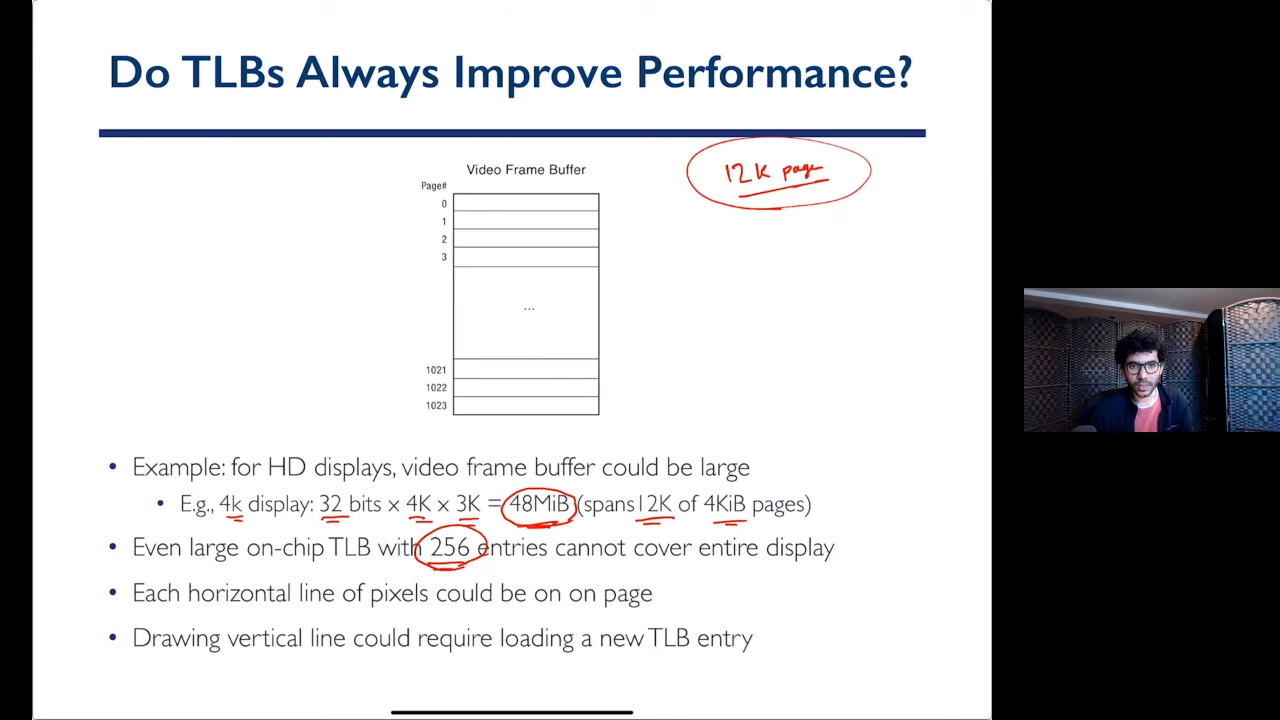 Do TLBs Always Improve Performance?
12K page
Video Frame Buffer
Page#
0
1
2
3
...
1021
1022
1023
• Example: for HD displays, video frame buffer could be large
• E.g., 4k display: 32 bits × 4K × 3K = 48MiB (spans12K of 4KiB pages)
• Even large on-chip TLB with 256 entries cannot cover entire display
• Each horizontal line of pixels could be on on page
• Drawing vertical line could require loading a new TLB entry